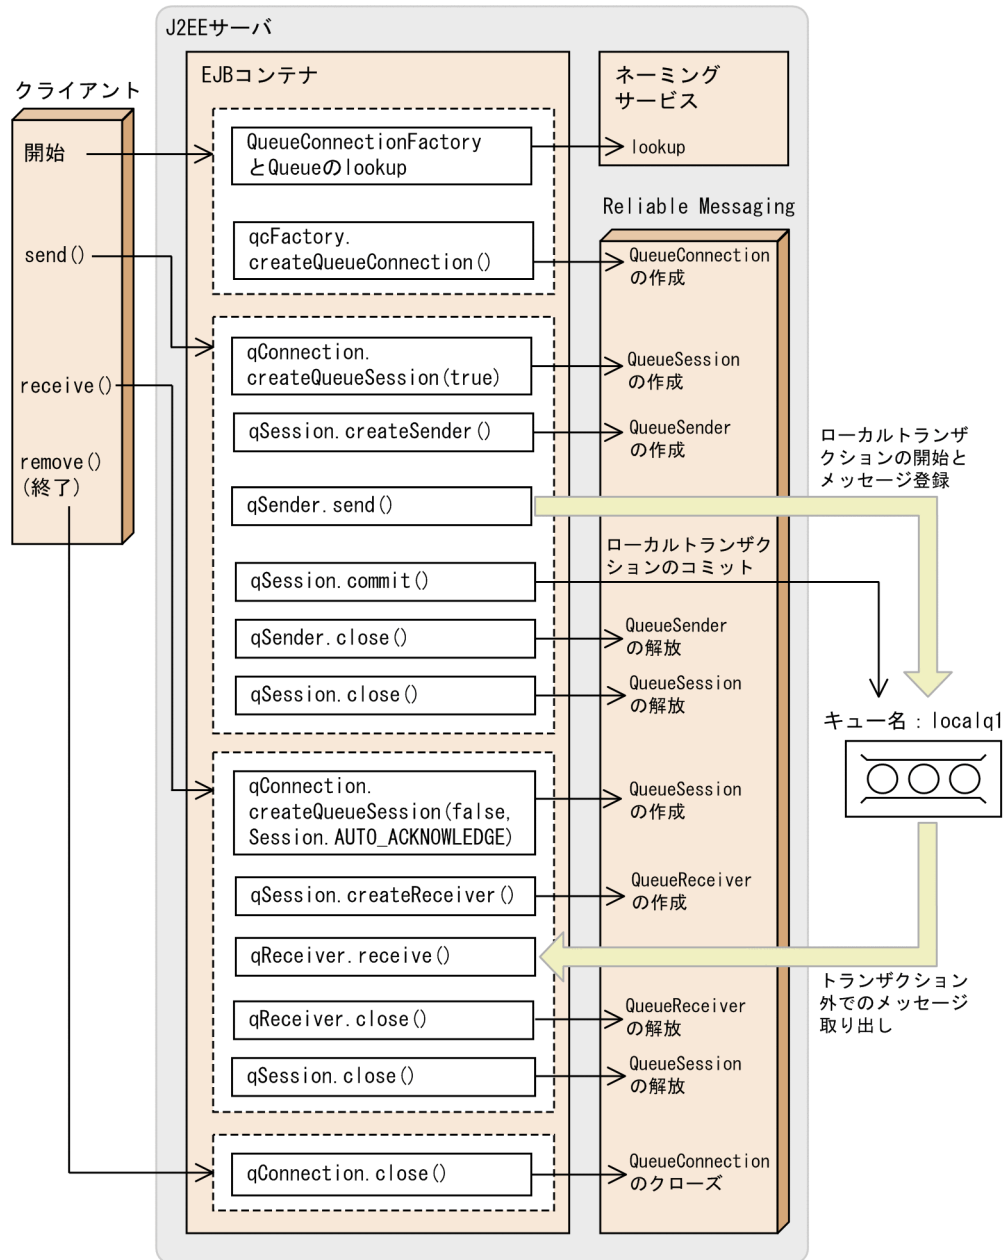 J2EEサーバ
クライアント
開始
send()
receive()
remove()
(終了)
EJBコンテナ
QueueConnectionFactory
とQueueのlookup
qcFactory.
createQueueConnection()
qConnection.
createQueueSession(true)
qSession.createSender()
qSender.send()
qSession.commit()
qSender.close()
qSession.close()
qConnection.
createQueueSession(false,
Session.AUTO_ACKNOWLEDGE)
qSession.createReceiver()
qReceiver.receive()
qReceiver.close()
qSession.close()
qConnection.close()
ネーミング
サービス
lookup
Reliable Messaging
QueueConnection
の作成
QueueSession
の作成
QueueSender
の作成
ローカルトランザク
ションのコミット
QueueSender
の解放
QueueSession
の解放
QueueSession
の作成
QueueReceiver
の作成
QueueReceiver
の解放
QueueSession
の解放
QueueConnection
のクローズ
ローカルトランザ
クションの開始と
メッセージ登録
キュー名：localq1
トランザクション
外でのメッセージ
取り出し